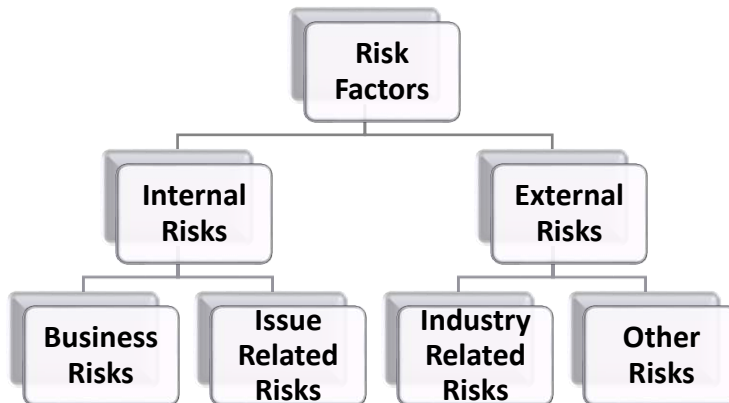 Risk
Factors
Internal
Risks
External
Risks
Business
Risks
Issue
Related
Risks
Industry
Related
Risks
Other
Risks